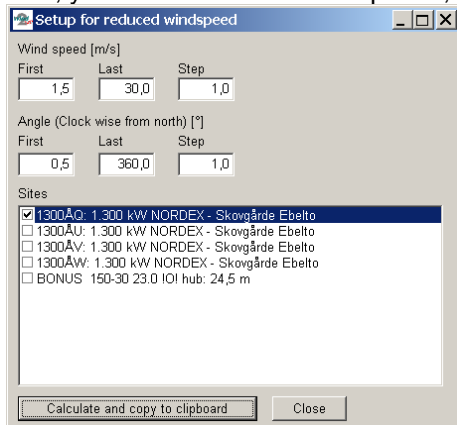 Setup for reduced windspeed
Wind speed [m/s]
First Last Step
1,5 30,0 1,0
Angle (Clock wise from north) [°]
First Last Step
0,5 360,0 1,0
Sites
1300ÅQ: 1.300 kW NORDEX - Skovgårde Ebelto
1300ÅU: 1.300 kW NORDEX - Skovgårde Ebelto
1300ÅV: 1.300 kW NORDEX - Skovgårde Ebelto
1300ÅW: 1.300 kW NORDEX - Skovgårde Ebelto
BONUS 150-30 23.0 !O! hub: 24,5 m
Calculate and copy to clipboard Close